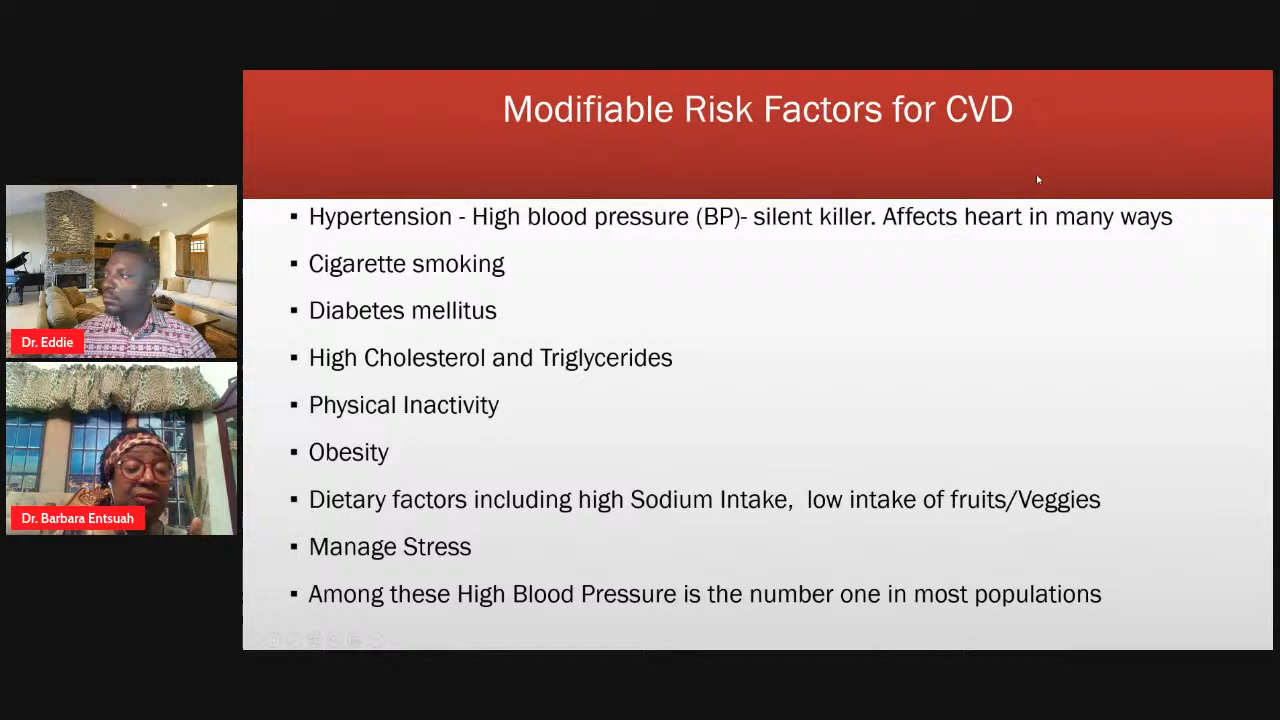 Modifiable Risk Factors for CVD
▪ Hypertension - High blood pressure (BP)- silent killer. Affects heart in many ways
▪ Cigarette smoking
▪ Diabetes mellitus
▪ High Cholesterol and Triglycerides
▪ Physical Inactivity
▪ Obesity
▪ Dietary factors including high Sodium Intake,  low intake of fruits/Veggies
▪ Manage Stress
▪ Among these High Blood Pressure is the number one in most populations
Dr. Eddie
Dr. Barbara Entsuah